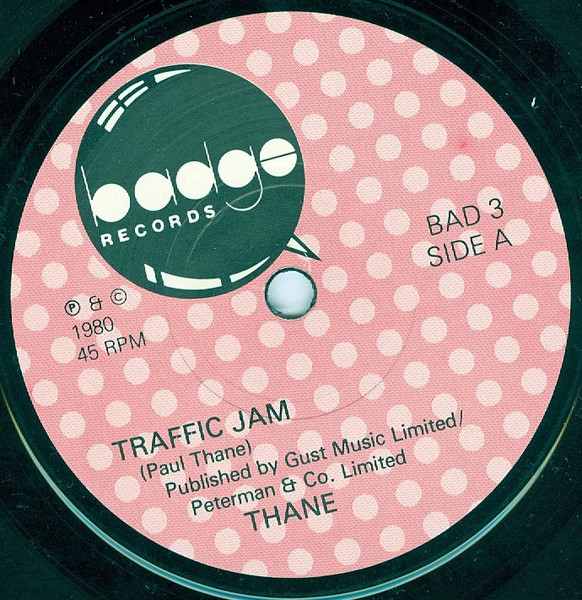 badge
RECORDS
BAD 3
SIDE A
℗ & ©
1980
45 RPM
TRAFFIC JAM
(Paul Thane)
Published by Gust Music Limited/
Peterman & Co. Limited
THANE